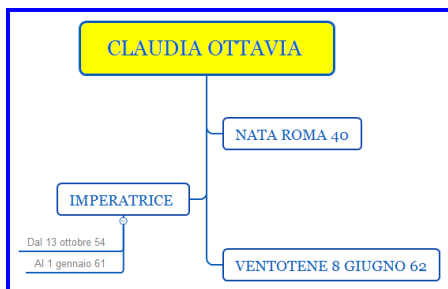 CLAUDIA OTTAVIA
NATA ROMA 40
IMPERATRICE
Dal 13 ottobre 54
Al 1 gennaio 61
VENTOTENE 8 GIUGNO 62